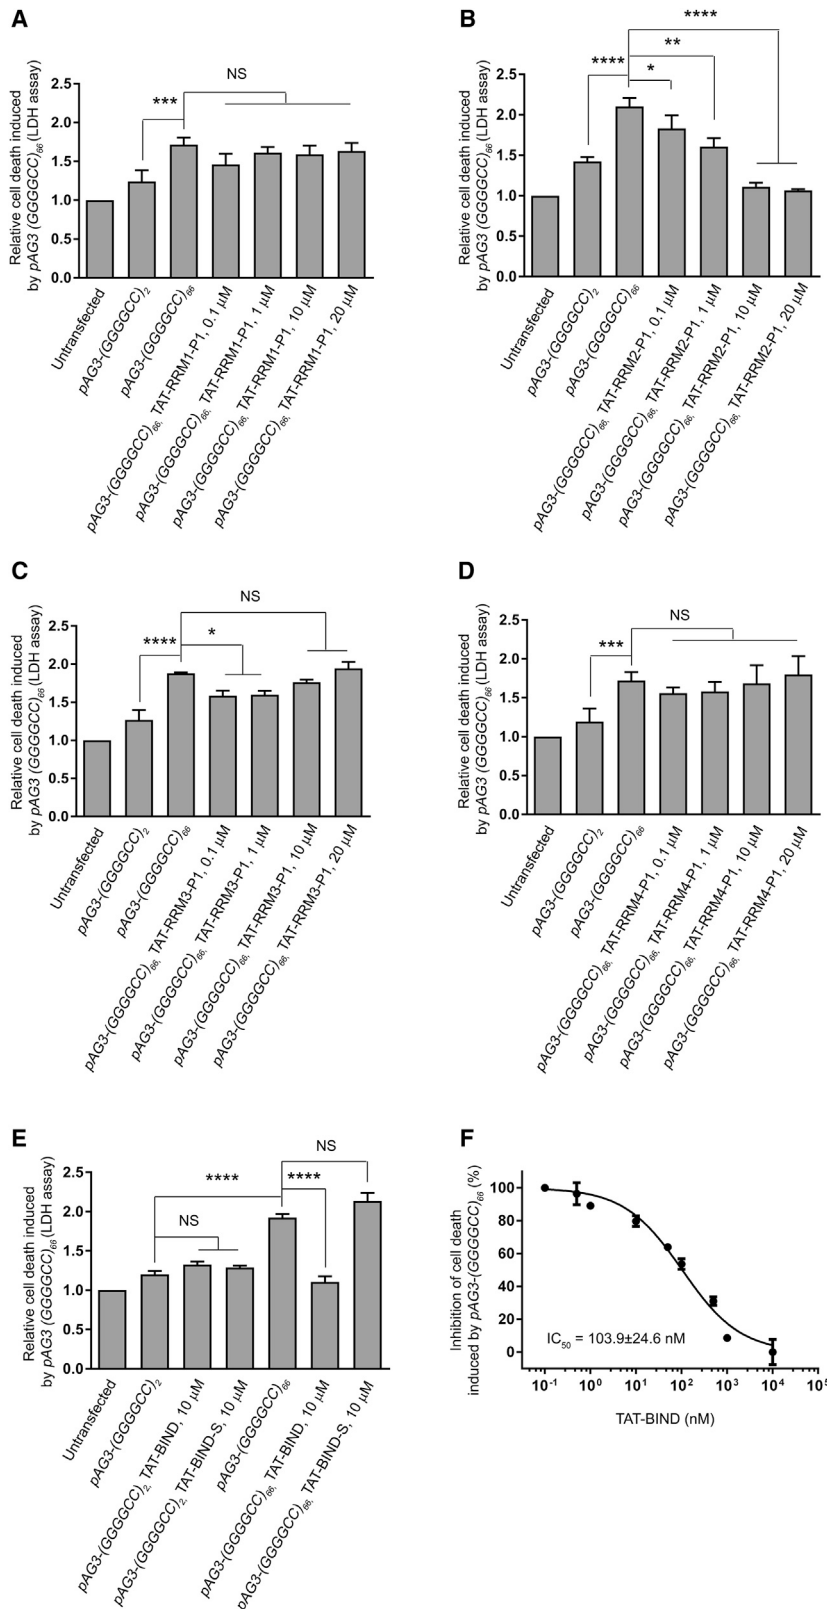 A
Relative cell death induced
by pAG3 (GGGGCC)66 (LDH assay)
2.5
2.0
1.5
1.0
0.5
0.0
***
NS
Untransfected
pAG3-(GGGGCC)2
pAG3-(GGGGCC)66
pAG3-(GGGGCC)66, TAT-RRM1-P1, 0.1 µM
pAG3-(GGGGCC)66, TAT-RRM1-P1, 1 µM
pAG3-(GGGGCC)66, TAT-RRM1-P1, 10 µM
pAG3-(GGGGCC)66, TAT-RRM1-P1, 20 µM
B
Relative cell death induced
by pAG3 (GGGGCC)66 (LDH assay)
2.5
2.0
1.5
1.0
0.5
0.0
****
**
****
*
Untransfected
pAG3-(GGGGCC)2
pAG3-(GGGGCC)66
pAG3-(GGGGCC)66, TAT-RRM2-P1, 0.1 µM
pAG3-(GGGGCC)66, TAT-RRM2-P1, 1 µM
pAG3-(GGGGCC)66, TAT-RRM2-P1, 10 µM
pAG3-(GGGGCC)66, TAT-RRM2-P1, 20 µM
C
Relative cell death induced
by pAG3 (GGGGCC)66 (LDH assay)
2.5
2.0
1.5
1.0
0.5
0.0
NS
****
*
Untransfected
pAG3-(GGGGCC)2
pAG3-(GGGGCC)66
pAG3-(GGGGCC)66, TAT-RRM3-P1, 0.1 µM
pAG3-(GGGGCC)66, TAT-RRM3-P1, 1 µM
pAG3-(GGGGCC)66, TAT-RRM3-P1, 10 µM
pAG3-(GGGGCC)66, TAT-RRM3-P1, 20 µM
D
Relative cell death induced
by pAG3 (GGGGCC)66 (LDH assay)
2.5
2.0
1.5
1.0
0.5
0.0
NS
***
Untransfected
pAG3-(GGGGCC)2
pAG3-(GGGGCC)66
pAG3-(GGGGCC)66, TAT-RRM4-P1, 0.1 µM
pAG3-(GGGGCC)66, TAT-RRM4-P1, 1 µM
pAG3-(GGGGCC)66, TAT-RRM4-P1, 10 µM
pAG3-(GGGGCC)66, TAT-RRM4-P1, 20 µM
E
Relative cell death induced
by pAG3 (GGGGCC)66 (LDH assay)
2.5
2.0
1.5
1.0
0.5
0.0
NS
****
****
NS
Untransfected
pAG3-(GGGGCC)2
pAG3-(GGGGCC)2, TAT-BIND, 10 µM
pAG3-(GGGGCC)2, TAT-BIND-S, 10 µM
pAG3-(GGGGCC)66
pAG3-(GGGGCC)66, TAT-BIND, 10 µM
pAG3-(GGGGCC)66, TAT-BIND-S, 10 µM
F
Inhibition of cell death
induced by pAG3-(GGGGCC)66 (%)
100
80
60
40
20
0
IC50 = 103.9±24.6 nM
10-1 100 101 102 103 104 105
TAT-BIND (nM)